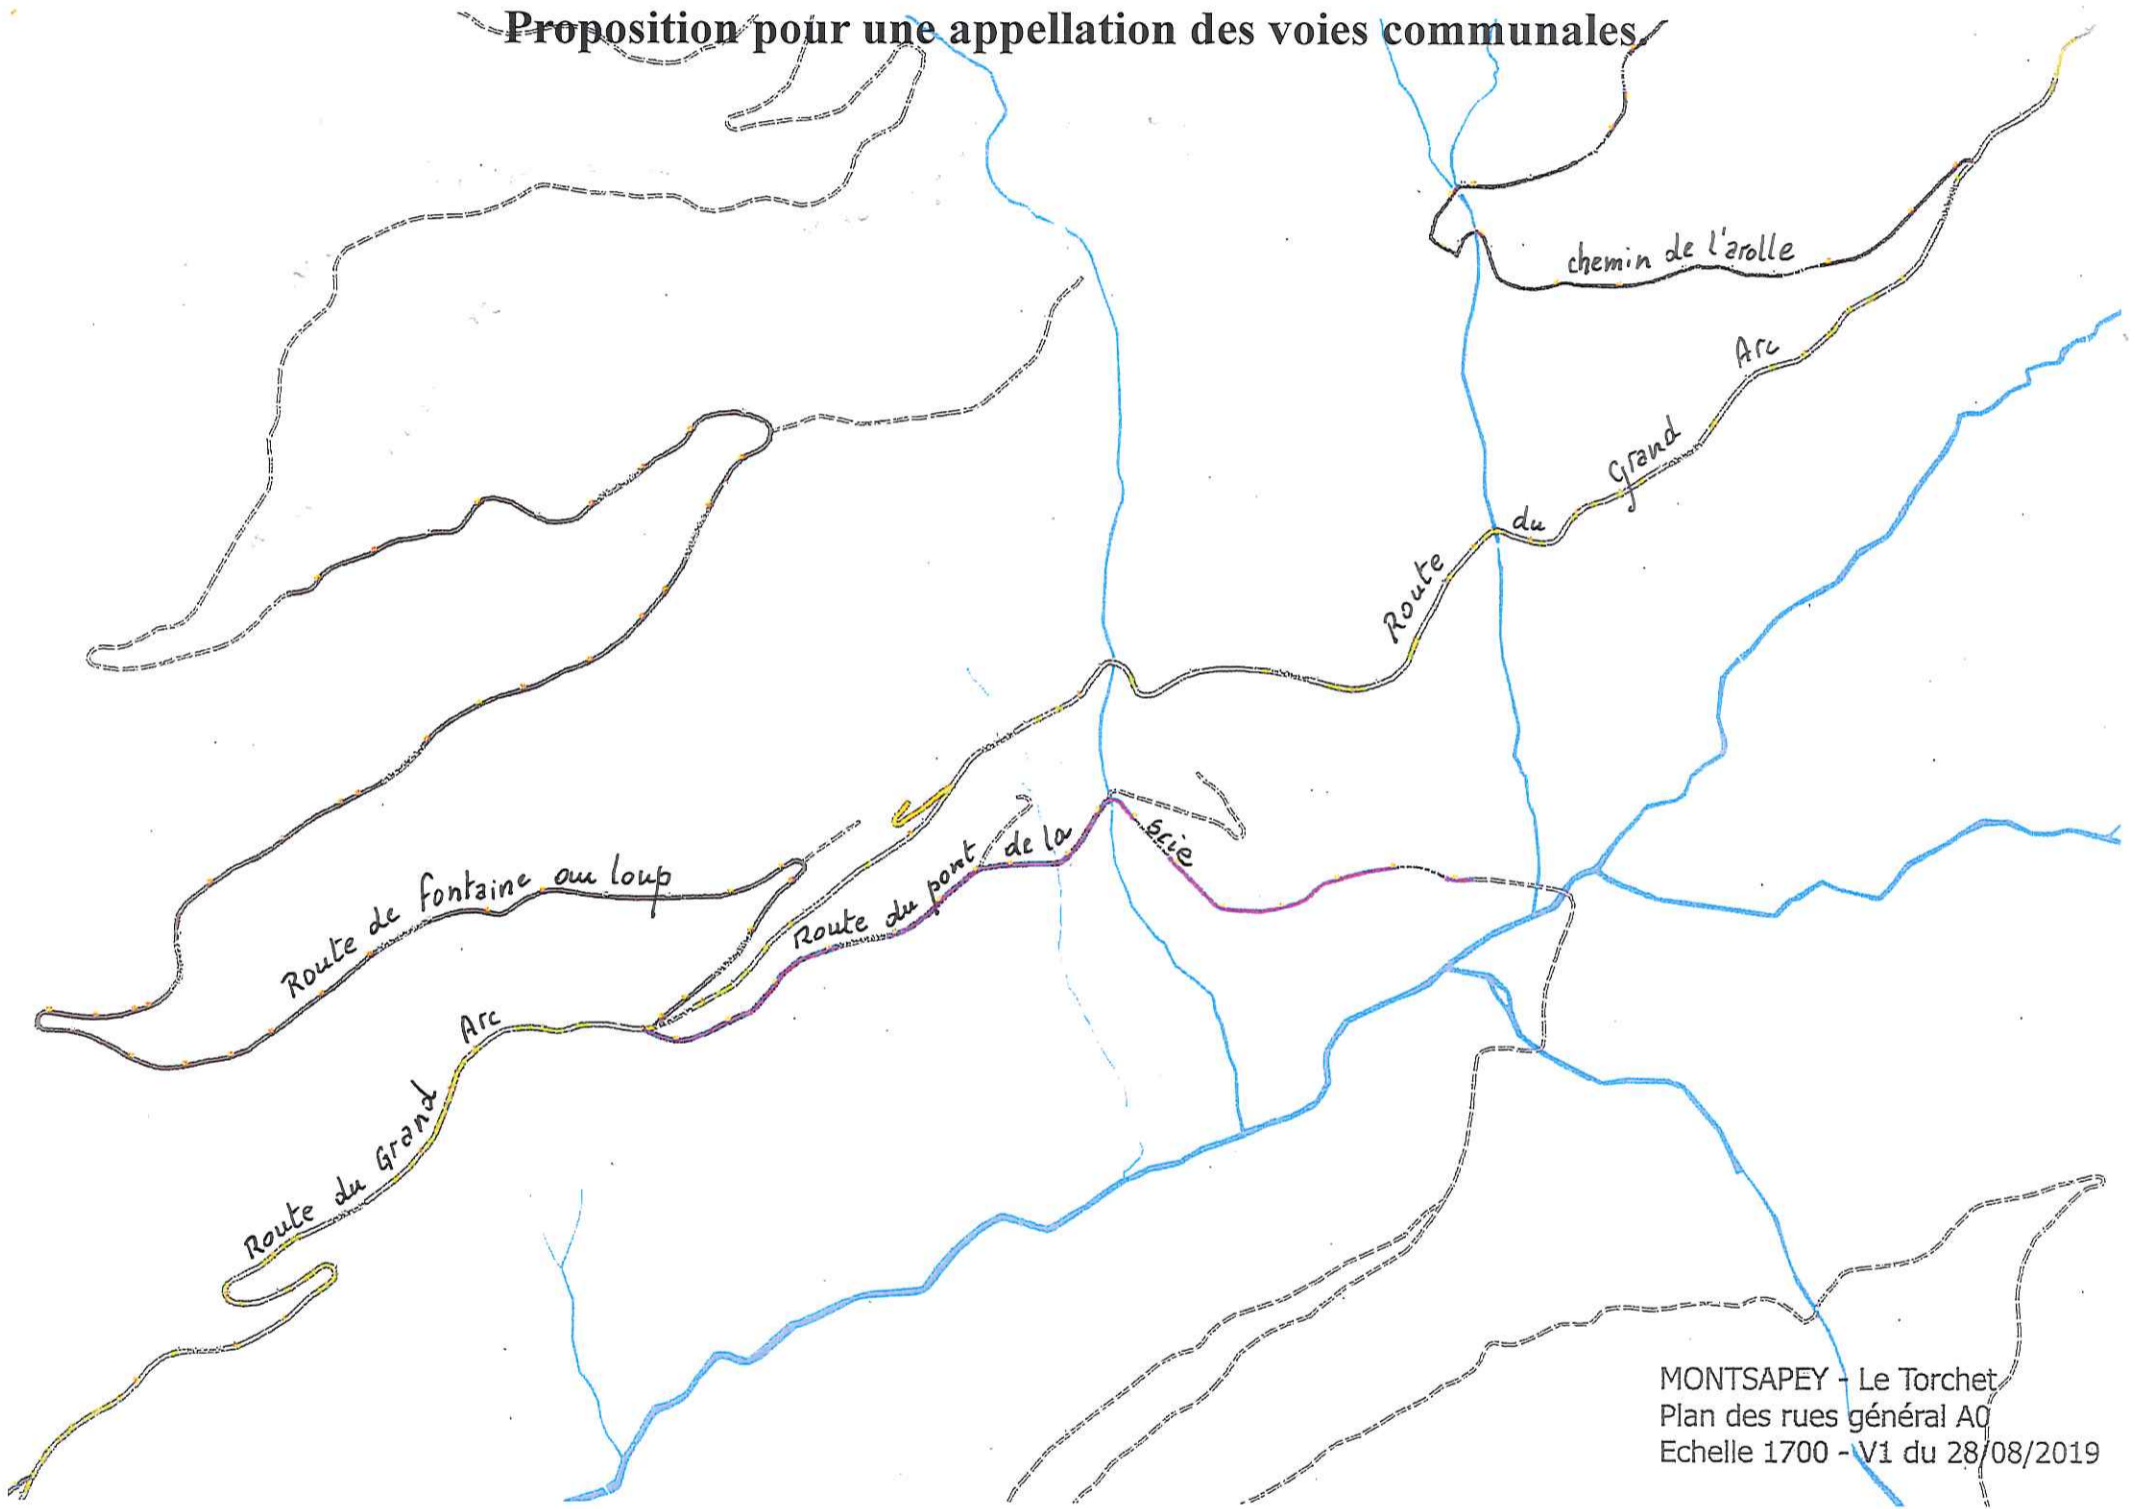 Proposition pour une appellation des voies communales.
chemin de l'arolle
Route du Grand Arc
Route du pont de la scie
Route de fontaine au loup
Route du Grand Arc
MONTSAPEY - Le Torchet
Plan des rues général A0
Echelle 1700 - V1 du 28/08/2019